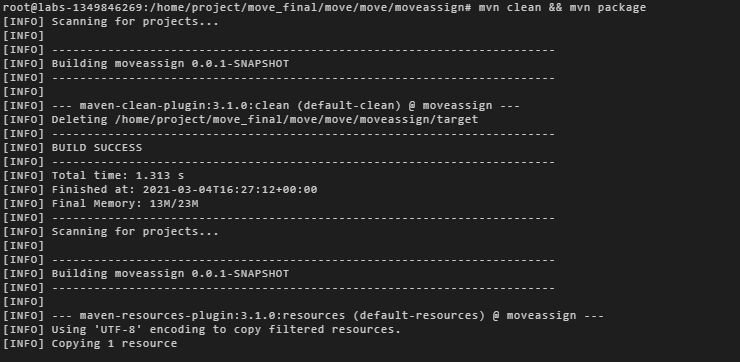 root@labs-1349846269:/home/project/move_final/move/move/moveassign# mvn clean && mvn package
[INFO] Scanning for projects...
[INFO]
[INFO] ------------------------------------------------------------------------
[INFO] Building moveassign 0.0.1-SNAPSHOT
[INFO] ------------------------------------------------------------------------
[INFO]
[INFO] --- maven-clean-plugin:3.1.0:clean (default-clean) @ moveassign ---
[INFO] Deleting /home/project/move_final/move/move/moveassign/target
[INFO] ------------------------------------------------------------------------
[INFO] BUILD SUCCESS
[INFO] ------------------------------------------------------------------------
[INFO] Total time: 1.313 s
[INFO] Finished at: 2021-03-04T16:27:12+00:00
[INFO] Final Memory: 13M/23M
[INFO] ------------------------------------------------------------------------
[INFO] Scanning for projects...
[INFO]
[INFO] ------------------------------------------------------------------------
[INFO] Building moveassign 0.0.1-SNAPSHOT
[INFO] ------------------------------------------------------------------------
[INFO]
[INFO] --- maven-resources-plugin:3.1.0:resources (default-resources) @ moveassign ---
[INFO] Using 'UTF-8' encoding to copy filtered resources.
[INFO] Copying 1 resource